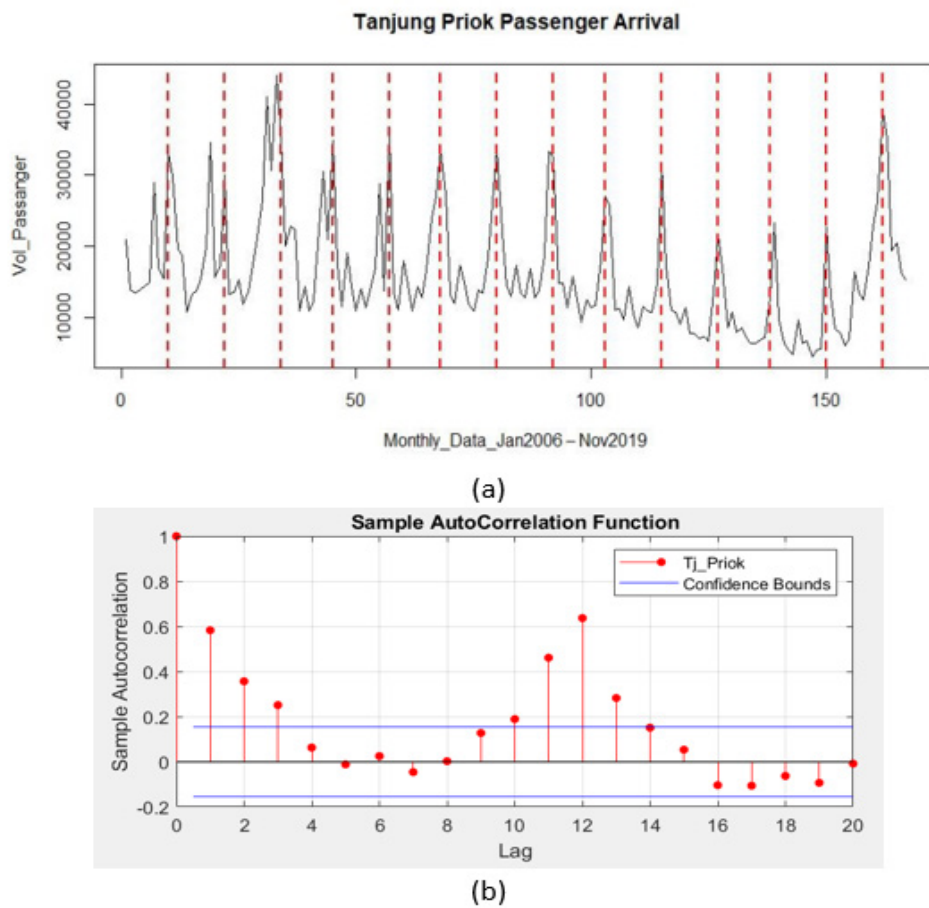 Tanjung Priok Passenger Arrival
Vol_Passanger
40000
30000
20000
10000
0
50
100
150
Monthly_Data_Jan2006 – Nov2019
(a)
Sample AutoCorrelation Function
Sample Autocorrelation
1
0.8
0.6
0.4
0.2
0
-0.2
Tj_Priok
Confidence Bounds
0
2
4
6
8
10
12
14
16
18
20
Lag
(b)